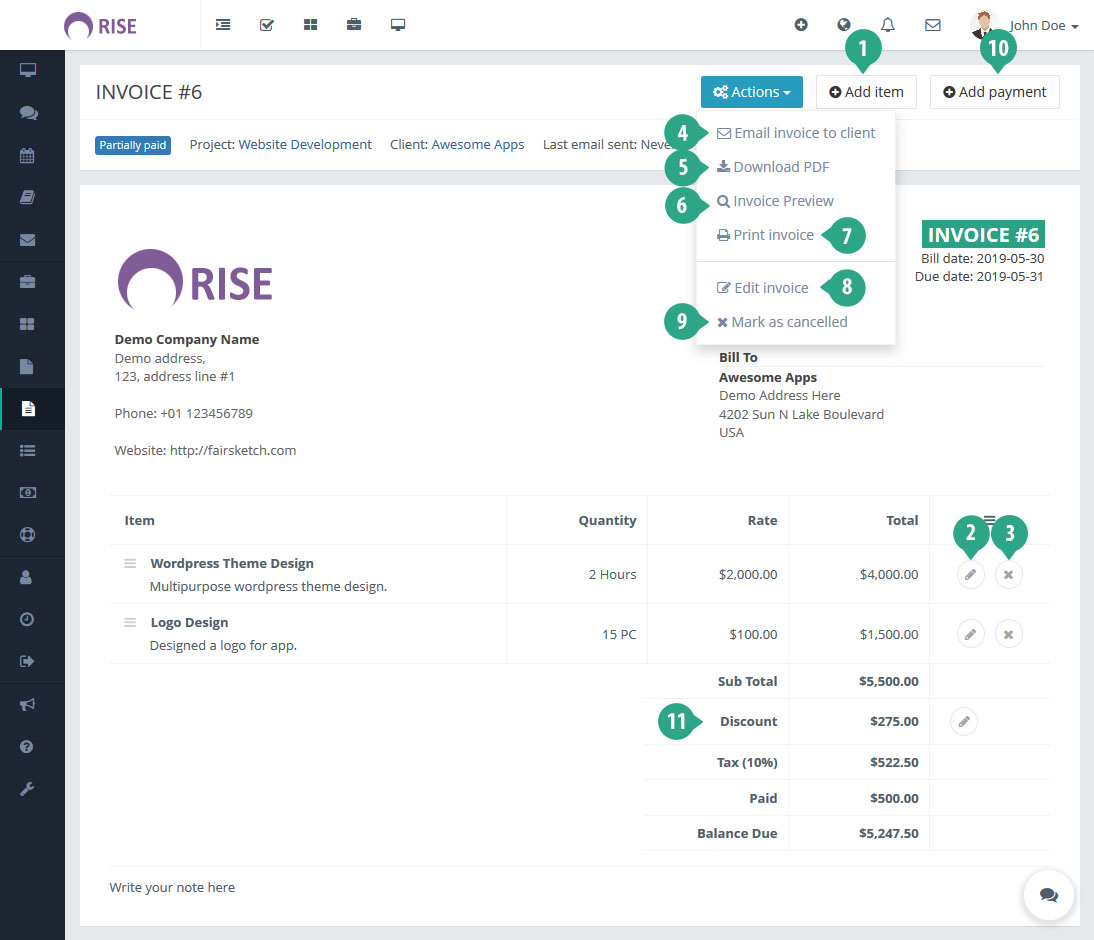 RISE
John Doe
1
10
INVOICE #6
Actions
Add item
Add payment
Partially paid
Project: Website Development
Client: Awesome Apps
Last email sent: Neve
4
Email invoice to client
5
Download PDF
6
Invoice Preview
Print invoice
7
Edit invoice
8
9
Mark as cancelled
INVOICE #6
Bill date: 2019-05-30
Due date: 2019-05-31
RISE
Demo Company Name
Demo address,
123, address line #1
Phone: +01 123456789
Website: http://fairsketch.com
Bill To
Awesome Apps
Demo Address Here
4202 Sun N Lake Boulevard
USA
Item Quantity Rate Total
2 3
Wordpress Theme Design
Multipurpose wordpress theme design.
2 Hours $2,000.00 $4,000.00
Logo Design
Designed a logo for app.
15 PC $100.00 $1,500.00
Sub Total $5,500.00
11 Discount $275.00
Tax (10%) $522.50
Paid $500.00
Balance Due $5,247.50
Write your note here